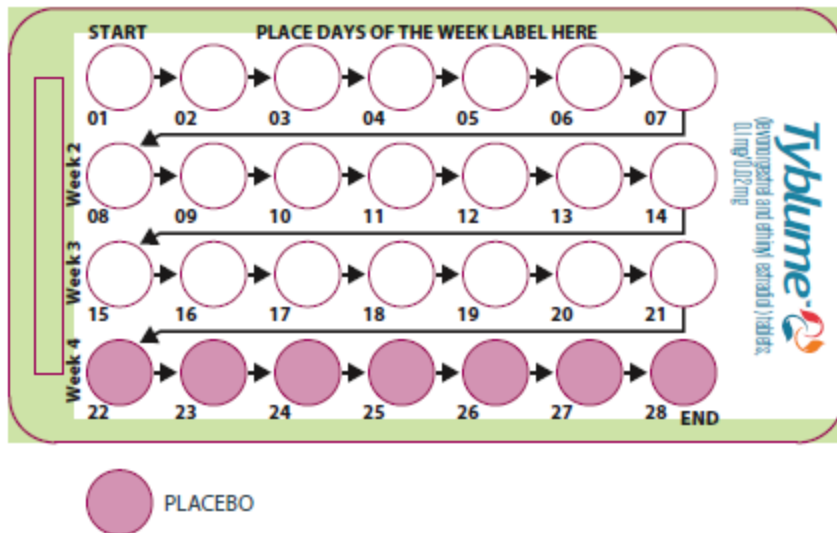 START PLACE DAYS OF THE WEEK LABEL HERE
01 02 03 04 05 06 07
Week 2
08 09 10 11 12 13 14
Week 3
15 16 17 18 19 20 21
Week 4
22 23 24 25 26 27 28 END
Tyblume
(levonorgestrel and ethinyl estradiol) tablets,
0.1 mg/0.02 mg
PLACEBO